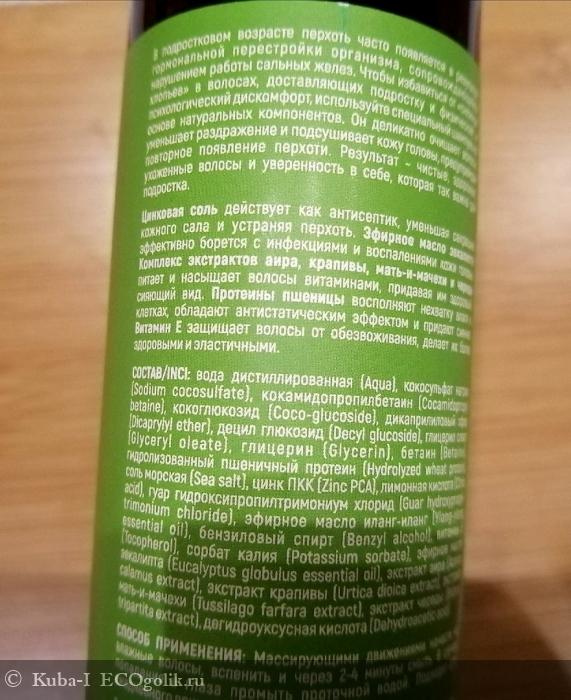 В подростковом возрасте перхоть часто появляется в
гормональной перестройки организма,
нарушением работы сальных желез. Чтобы избавиться от
хлопьев» в волосах, доставляющих подростку и
психологический дискомфорт, используйте специальный
основе натуральных компонентов. Он деликатно очищает
уменьшает раздражение и подсушивает кожу головы,
повторное появление перхоти. Результат - чистые,
ухоженные волосы и уверенность в себе, которая так
подростка.
Цинковая соль действует как антисептик, уменьшая
кожного сала и устраняя перхоть. Эфирное масло
эффективно борется с инфекциями и воспалениями кожи
Комплекс экстрактов аира, крапивы, мать-и-мачехи и
питает и насыщает волосы витаминами, придавая им
сияющий вид. Протеины пшеницы восполняют нехватку
клетках, обладают антистатическим эффектом и придают
Витамин Е защищает волосы от обезвоживания, делает их
здоровыми и эластичными.
СОСТАВ/INCI: вода дистиллированная (Aqua), кокосульфат
(Sodium cocosulfate), кокамидопропилбетаин
betaine), кокоглюкозид (Coco-glucoside), дикаприлиловый
(Dicaprylyl ether), децил глюкозид (Decyl glucoside),
(Glyceryl oleate), глицерин (Glycerin), бетаин
гидролизованный пшеничный протеин (Hydrolyzed wheat
соль морская (Sea salt), цинк ПКК (Zinc PCA), лимонная кислота
acid), гуар гидроксипропилтримониум хлорид (Guar
trimonium chloride), эфирное масло иланг-иланг
essential oil), бензиловый спирт (Benzyl alcohol),
(Tocopherol), сорбат калия (Potassium sorbate), эфирное
эвкалипта (Eucalyptus globulus essential oil), экстракт аира
calamus extract), экстракт крапивы (Urtica dioica extract),
мать-и-мачехи (Tussilago farfara extract), экстракт
tripartita extract), дегидроуксусная кислота (Dehydroacetic
СПОСОБ ПРИМЕНЕНИЯ: Массирующими движениями
влажные волосы, вспенить и через 2-4 минуты
глаза промыть проточной водой.
© Kuba-I ECOgolik.ru